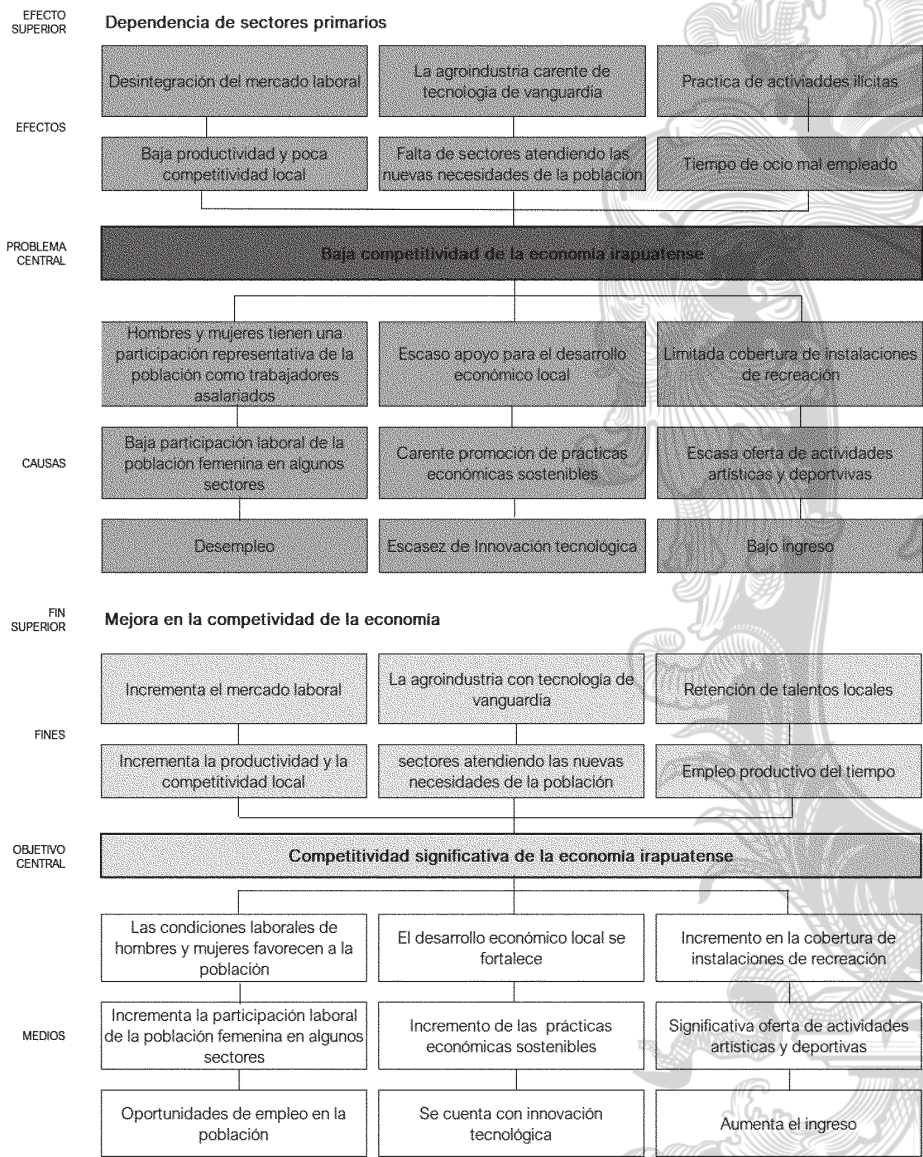 EFECTO
SUPERIOR
Dependencia de sectores primarios
Desintegración del mercado laboral
La agroindustria carente de
tecnología de vanguardia
Practica de activiaddes ilícitas
EFECTOS
Baja productividad y poca
competitividad local
Falta de sectores atendiendo las
nuevas necesidades de la población
Tiempo de ocio mal empleado
PROBLEMA
CENTRAL
Baja competitividad de la economía irapuatense
Hombres y mujeres tienen una
participación representativa de la
población como trabajadores
asalariados
Escaso apoyo para el desarrollo
económico local
Limitada cobertura de instalaciones
de recreación
CAUSAS
Baja participación laboral de la
población femenina en algunos
sectores
Carente promoción de prácticas
económicas sostenibles
Escasa oferta de actividades
artísticas y deportvivas
Desempleo
Escasez de Innovación tecnológica
Bajo ingreso
FIN
SUPERIOR
Mejora en la competividad de la economía
Incrementa el mercado laboral
La agroindustria con tecnología de
vanguardia
Retención de talentos locales
FINES
Incrementa la productividad y la
competitividad local
sectores atendiendo las nuevas
necesidades de la población
Empleo productivo del tiempo
OBJETIVO
CENTRAL
Competitividad significativa de la economía irapuatense
Las condiciones laborales de
hombres y mujeres favorecen a la
población
El desarrollo económico local se
fortalece
Incremento en la cobertura de
instalaciones de recreación
MEDIOS
Incrementa la participación laboral
de la población femenina en algunos
sectores
Incremento de las prácticas
económicas sostenibles
Significativa oferta de actividades
artísticas y deportivas
Oportunidades de empleo en la
población
Se cuenta con innovación
tecnológica
Aumenta el ingreso